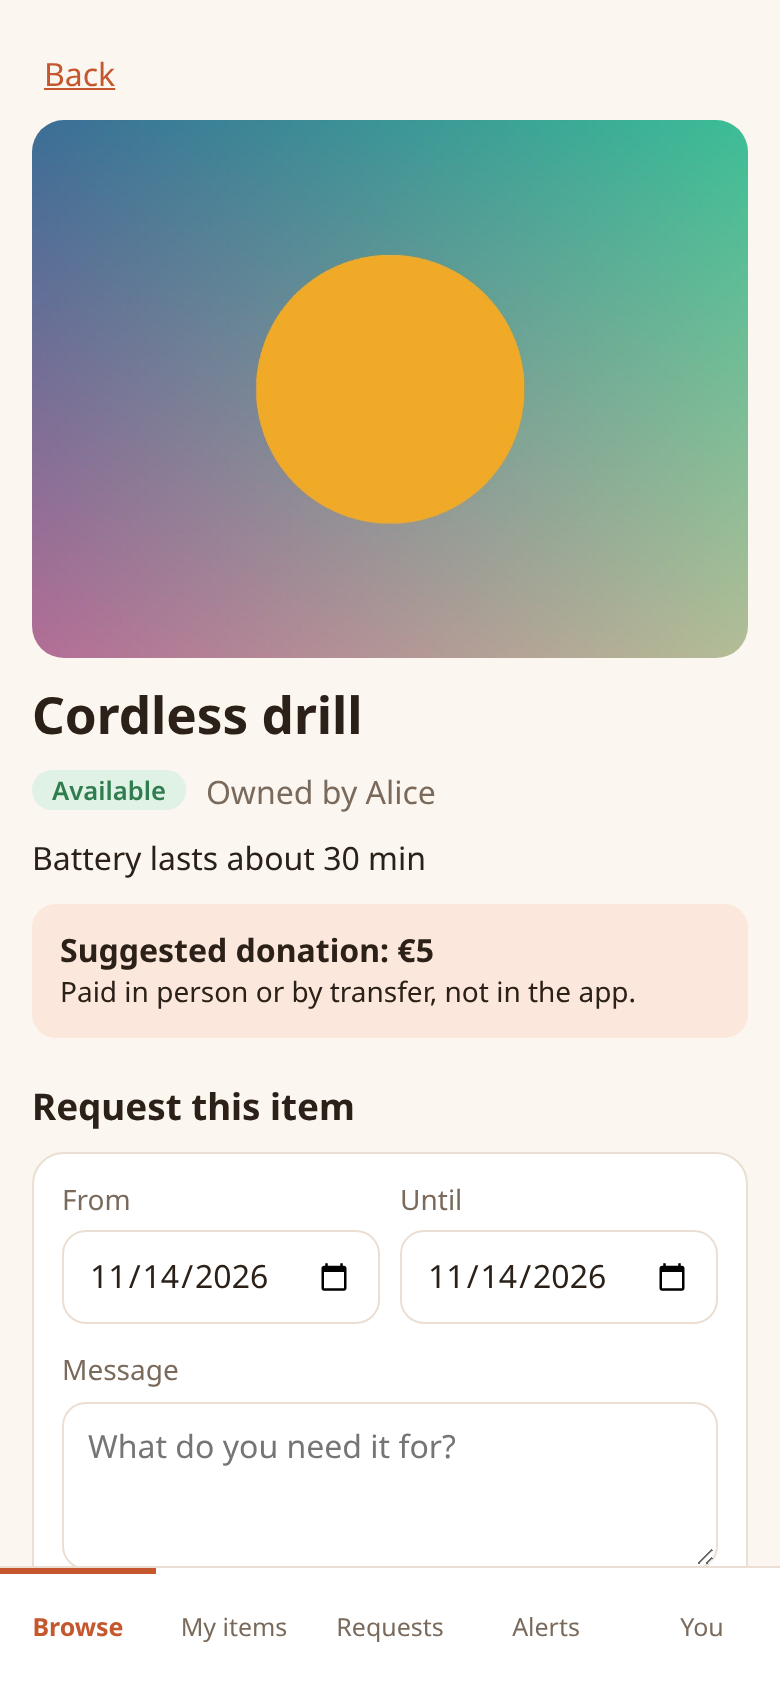 Back
Cordless drill
Available Owned by Alice
Battery lasts about 30 min
Suggested donation: €5
Paid in person or by transfer, not in the app.
Request this item
From Until
11/14/2026 11/14/2026
Message
What do you need it for?
Browse My items Requests Alerts You